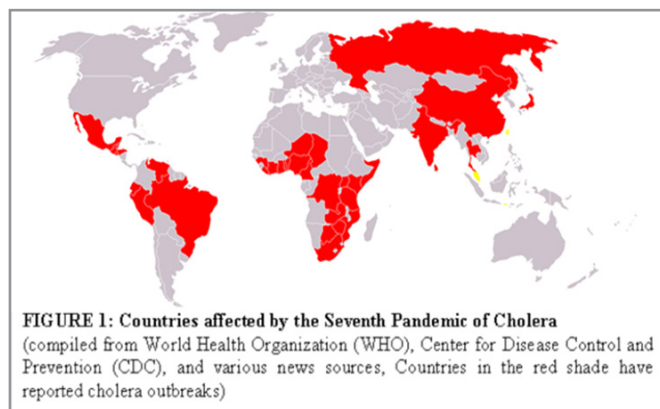 FIGURE 1: Countries affected by the Seventh Pandemic of Cholera
(compiled from World Health Organization (WHO), Center for Disease Control and
Prevention (CDC), and various news sources, Countries in the red shade have
reported cholera outbreaks)